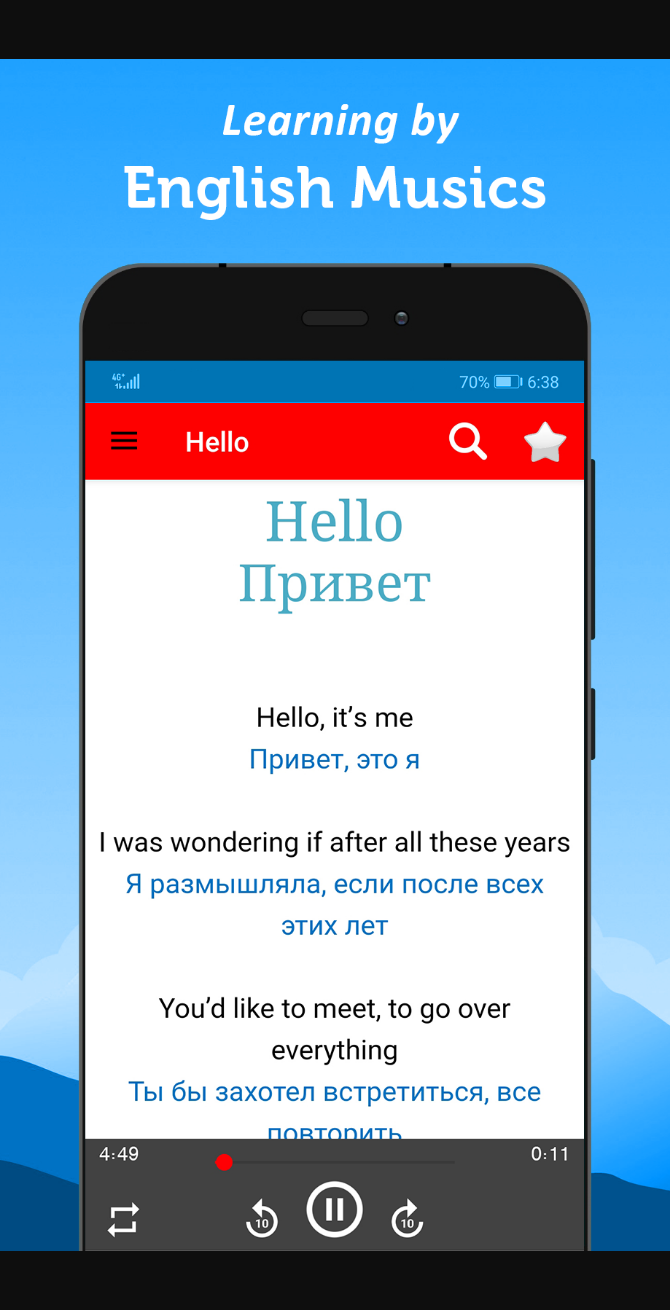 Learning by
English Musics
4G+
70% 6:38
Hello
Hello
Привет
Hello, it’s me
Привет, это я
I was wondering if after all these years
Я размышляла, если после всех
этих лет
You’d like to meet, to go over
everything
Ты бы захотел встретиться, все
повторить
4:49 0:11
10 10